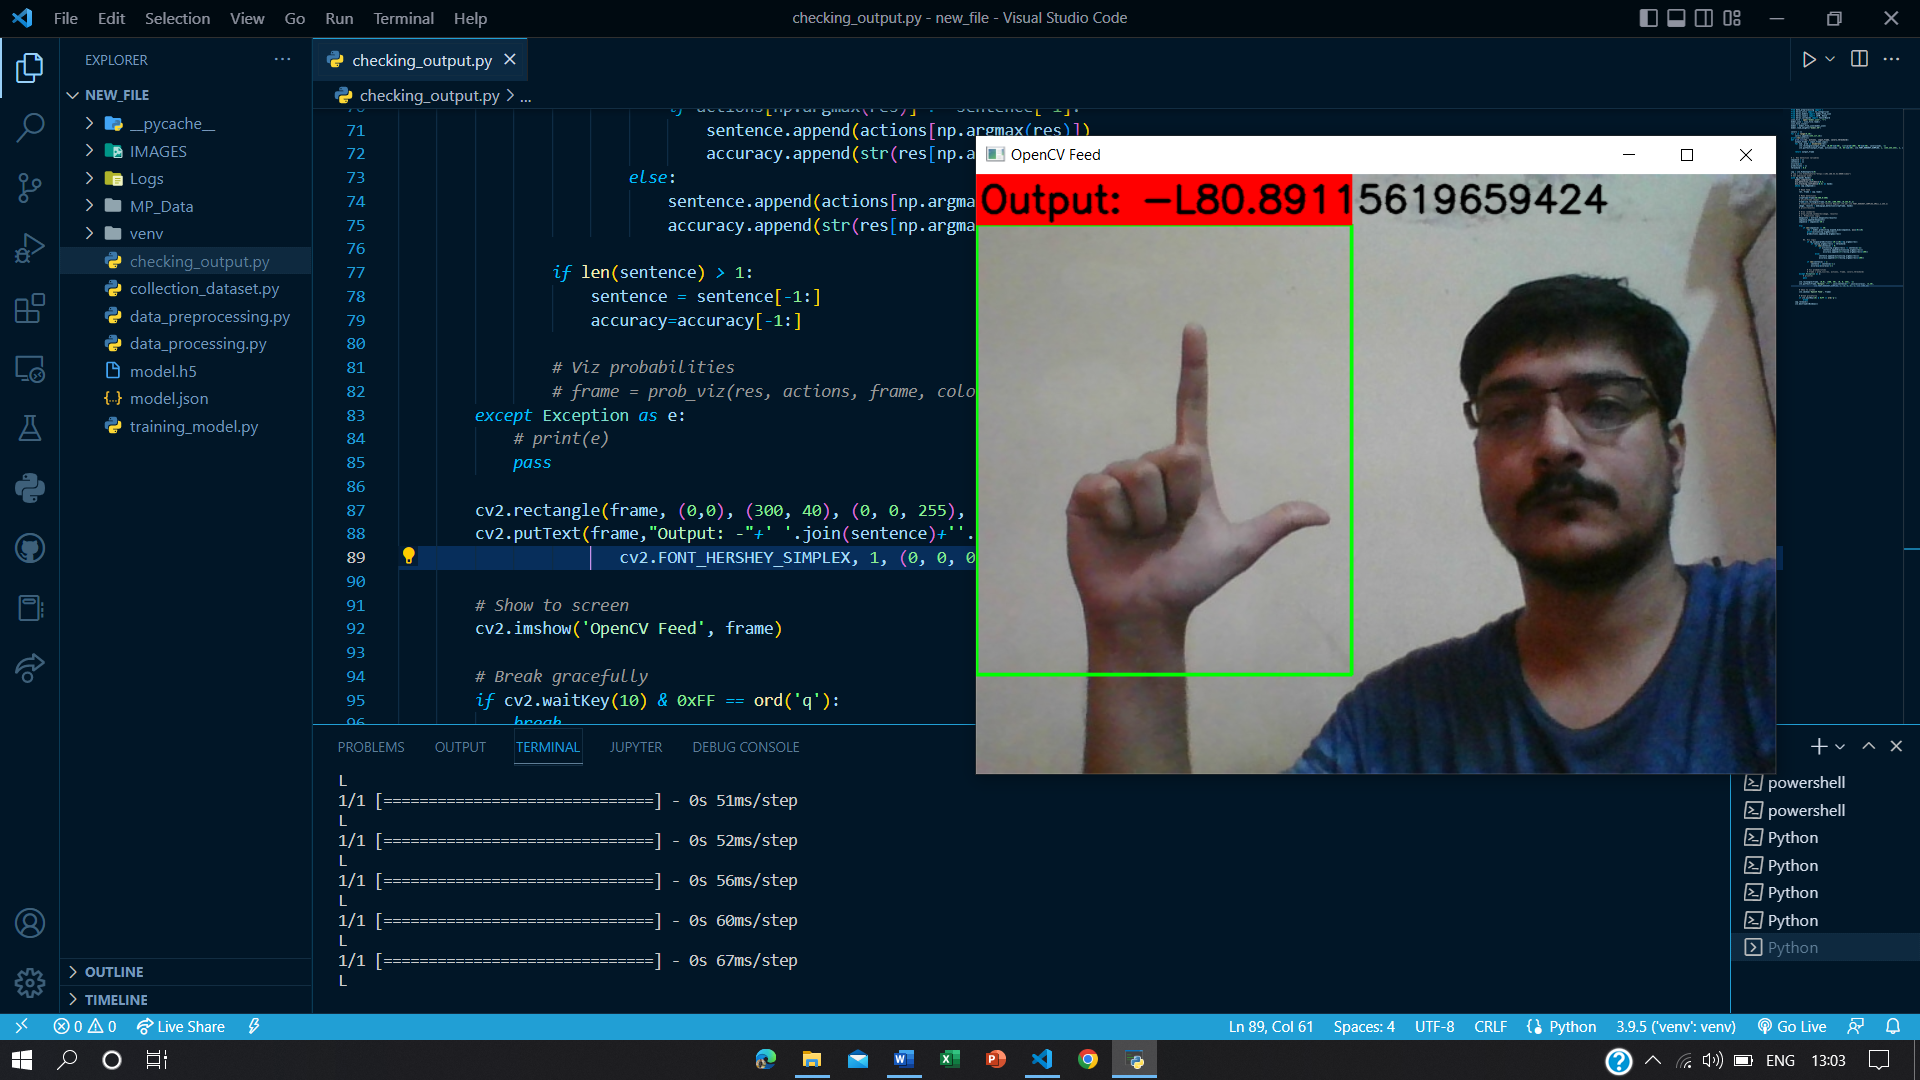 File Edit Selection View Go Run Terminal Help
checking_output.py - new_file - Visual Studio Code
EXPLORER
NEW_FILE
__pycache__
IMAGES
Logs
MP_Data
venv
checking_output.py
collection_dataset.py
data_preprocessing.py
data_processing.py
model.h5
model.json
training_model.py
OUTLINE
TIMELINE
checking_output.py
checking_output.py > ...
71 sentence.append(actions[np.argmax(res)])
72 accuracy.append(str(res[np.a
73 else:
74 sentence.append(actions[np.argma
75 accuracy.append(str(res[np.argma
76
77 if len(sentence) > 1:
78 sentence = sentence[-1:]
79 accuracy=accuracy[-1:]
80
81 # Viz probabilities
82 # frame = prob_viz(res, actions, frame, colo
83 except Exception as e:
84 # print(e)
85 pass
86
87 cv2.rectangle(frame, (0,0), (300, 40), (0, 0, 255),
88 cv2.putText(frame,"Output: -"+' '.join(sentence)+''.
89 cv2.FONT_HERSHEY_SIMPLEX, 1, (0, 0, 0
90
91 # Show to screen
92 cv2.imshow('OpenCV Feed', frame)
93
94 # Break gracefully
95 if cv2.waitKey(10) & 0xFF == ord('q'):
96 break
OpenCV Feed
Output: -L80.89115619659424
PROBLEMS OUTPUT TERMINAL JUPYTER DEBUG CONSOLE
L
1/1 [==============================] - 0s 51ms/step
L
1/1 [==============================] - 0s 52ms/step
L
1/1 [==============================] - 0s 56ms/step
L
1/1 [==============================] - 0s 60ms/step
L
1/1 [==============================] - 0s 67ms/step
L
powershell
powershell
Python
Python
Python
Python
Python
0 0 Live Share
Ln 89, Col 61 Spaces: 4 UTF-8 CRLF Python 3.9.5 ('venv': venv) Go Live
ENG 13:03